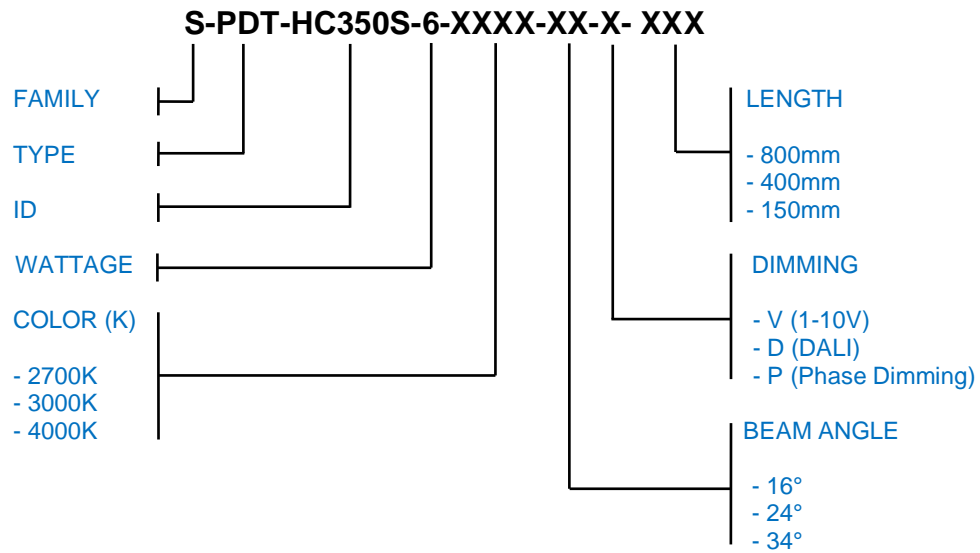 S-PDT-HC350S-6-XXXX-XX-X- XXX
FAMILY
TYPE
ID
WATTAGE
COLOR (K)
- 2700K
- 3000K
- 4000K
LENGTH
- 800mm
- 400mm
- 150mm
DIMMING
- V (1-10V)
- D (DALI)
- P (Phase Dimming)
BEAM ANGLE
- 16°
- 24°
- 34°